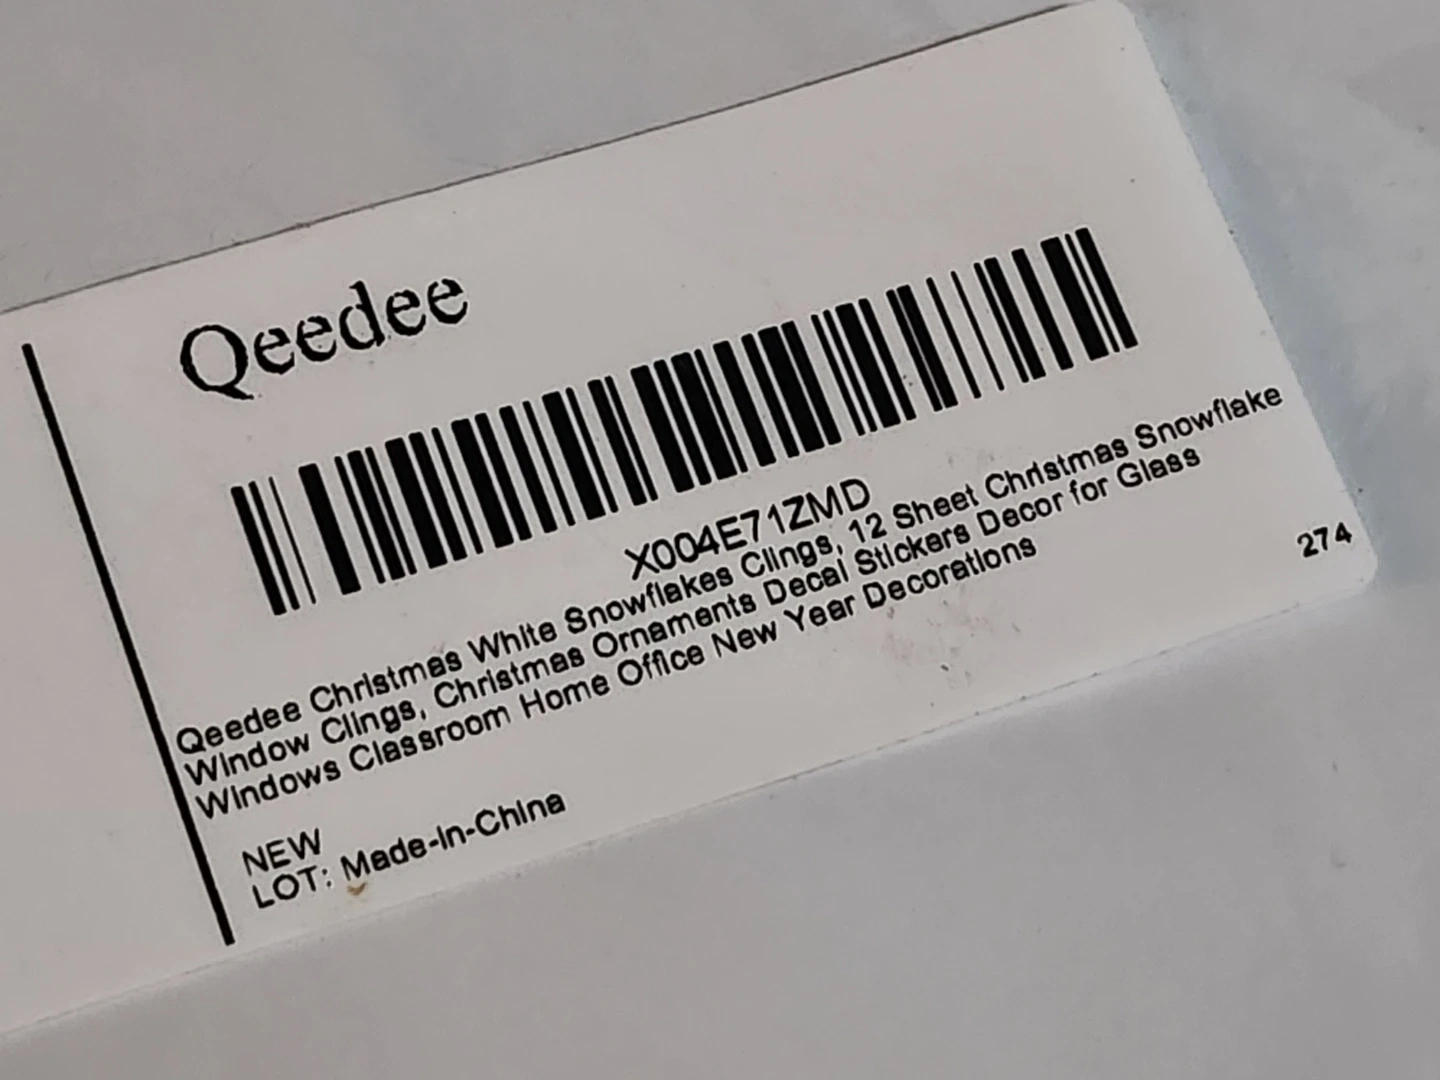 Qeedee
X004E71ZMD
Qeedee Christmas White Snowflakes Clings, 12 Sheet Christmas Snowflake
Window Clings, Christmas Ornaments Decal Stickers Decor for Glass
Windows Classroom Home Office New Year Decorations
274
NEW
LOT: Made-In-China